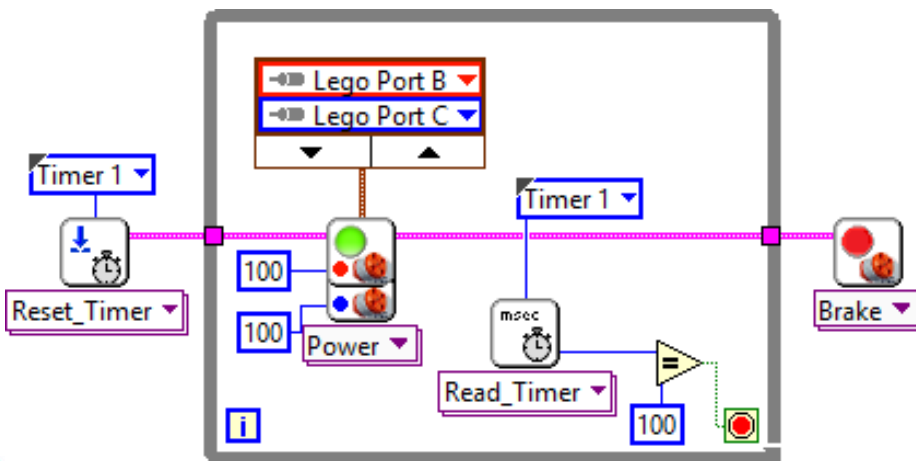 Lego Port B
Lego Port C
Timer 1
Timer 1
100
100
Reset_Timer
Power
msec
Read_Timer
Brake
=
100
i